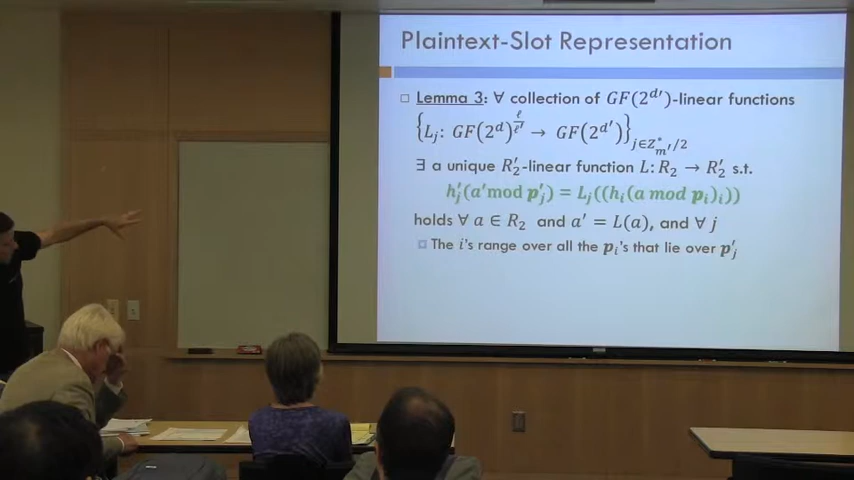 Plaintext-Slot Representation
Lemma 3: ∀ collection of GF(2^{d'})-linear functions
{L_j: GF(2^d)^{ℓ/ℓ'} → GF(2^{d'})}_{j∈Z*_{m'}/2}
∃ a unique R'_2-linear function L: R_2 → R'_2 s.t.
h'_j(a' mod p'_j) = L_j((h_i(a mod p_i)_i))
holds ∀ a ∈ R_2 and a' = L(a), and ∀ j
The i's range over all the p_i's that lie over p'_j